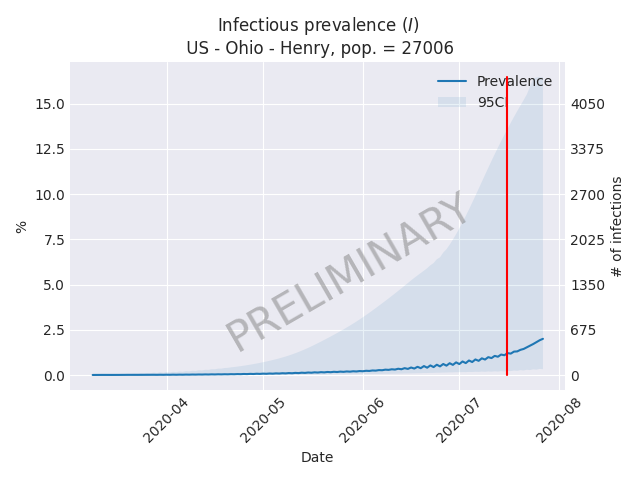 Infectious prevalence (I)
US - Ohio - Henry, pop. = 27006
Prevalence
95CI
15.0
12.5
10.0
7.5
5.0
2.5
0.0
%
4050
3375
2700
2025
1350
675
0
# of infections
PRELIMINARY
2020-04
2020-05
2020-06
2020-07
2020-08
Date